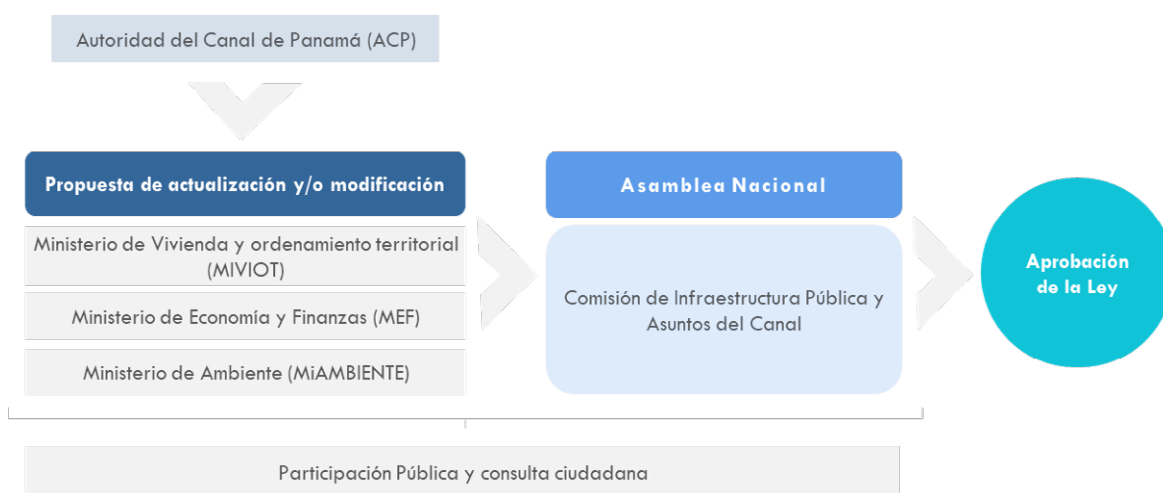 Autoridad del Canal de Panamá (ACP)
Propuesta de actualización y/o modificación
Ministerio de Vivienda y ordenamiento territorial
(MIVIOT)
Ministerio de Economía y Finanzas (MEF)
Ministerio de Ambiente (MiAMBIENTE)
Asamblea Nacional
Comisión de Infraestructura Pública y
Asuntos del Canal
Aprobación
de la Ley
Participación Pública y consulta ciudadana